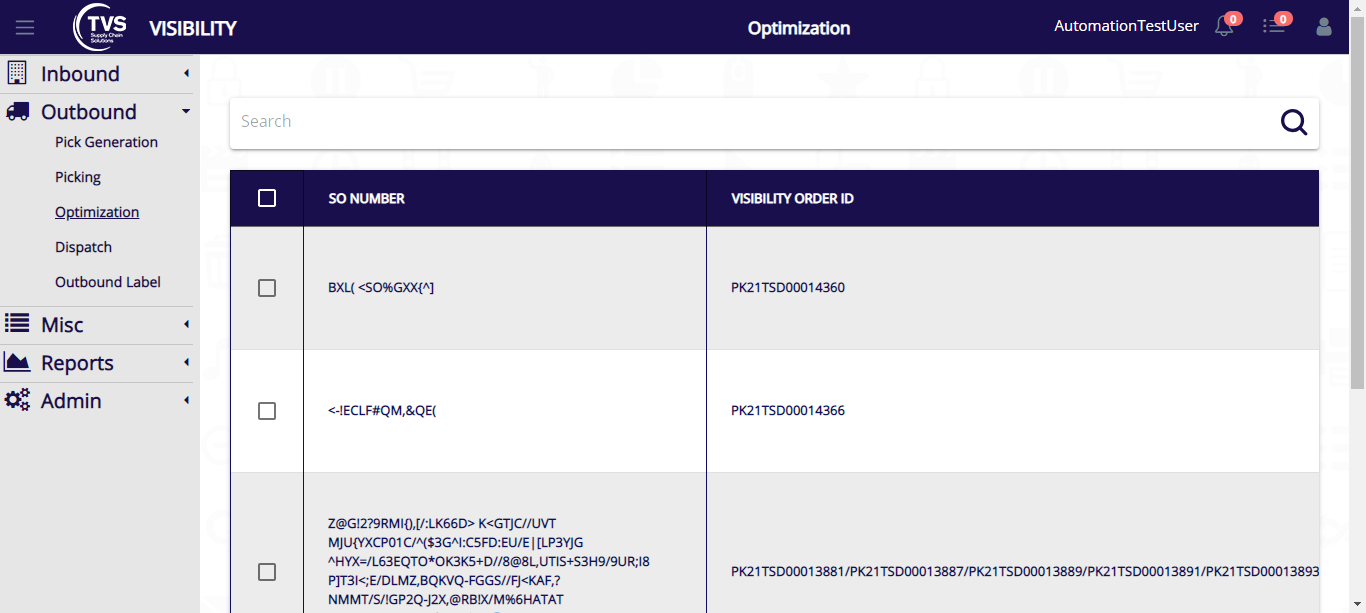 TVS
Supply Chain
Solutions
VISIBILITY
Optimization
AutomationTestUser
0
0
Inbound
Outbound
Pick Generation
Picking
Optimization
Dispatch
Outbound Label
Misc
Reports
Admin
Search
SO NUMBER
VISIBILITY ORDER ID
BXL( <SO%GXX{^]
PK21TSD00014360
<-!ECLF#QM,&QE(
PK21TSD00014366
Z@G!2?9RMI{),[/:LK66D> K<GTJC//UVT
MJU{YXCP01C/^($3G^I:C5FD:EU/E|[LP3YJG
^HYX=/L63EQTO*OK3K5+D//8@8L,UTIS+S3H9/9UR;I8
P]T3I<;E/DLMZ,BQKVQ-FGGS//FJ<KAF,?
NMMT/S/!GP2Q-J2X,@RB!X/M%6HATAT
PK21TSD00013881/PK21TSD00013887/PK21TSD00013889/PK21TSD00013891/PK21TSD00013893